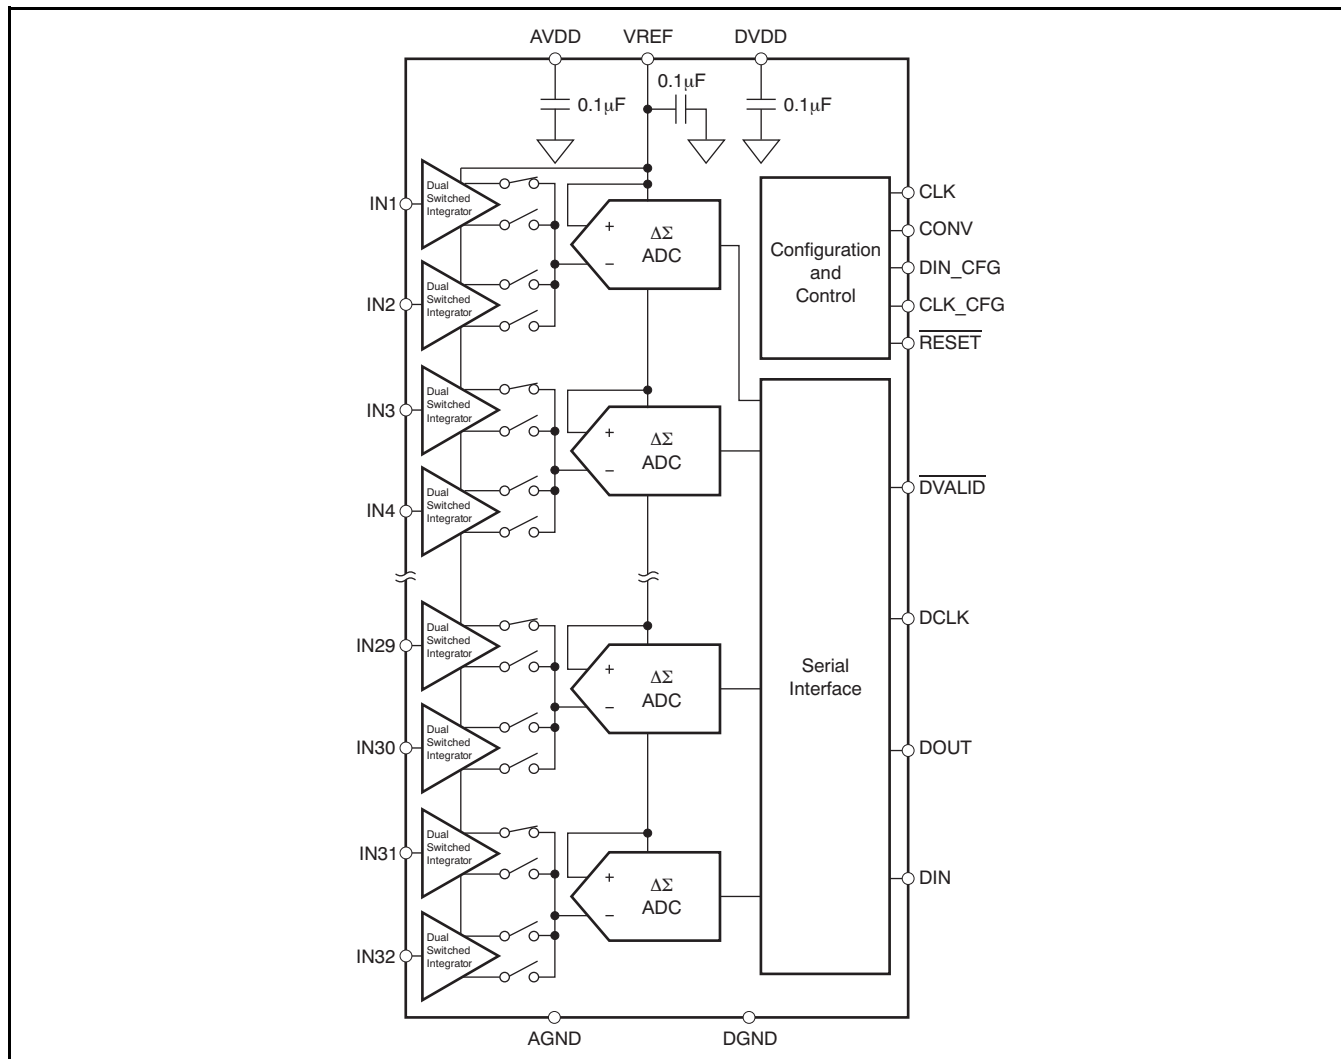 AVDD VREF DVDD
0.1μF
0.1μF
0.1μF
IN1
Dual
Switched
Integrator
IN2
Dual
Switched
Integrator
+
−
ΔΣ
ADC
IN3
Dual
Switched
Integrator
IN4
Dual
Switched
Integrator
+
−
ΔΣ
ADC
IN29
Dual
Switched
Integrator
IN30
Dual
Switched
Integrator
+
−
ΔΣ
ADC
IN31
Dual
Switched
Integrator
IN32
Dual
Switched
Integrator
+
−
ΔΣ
ADC
Configuration
and
Control
CLK
CONV
DIN_CFG
CLK_CFG
RESET
Serial
Interface
DVALID
DCLK
DOUT
DIN
AGND DGND